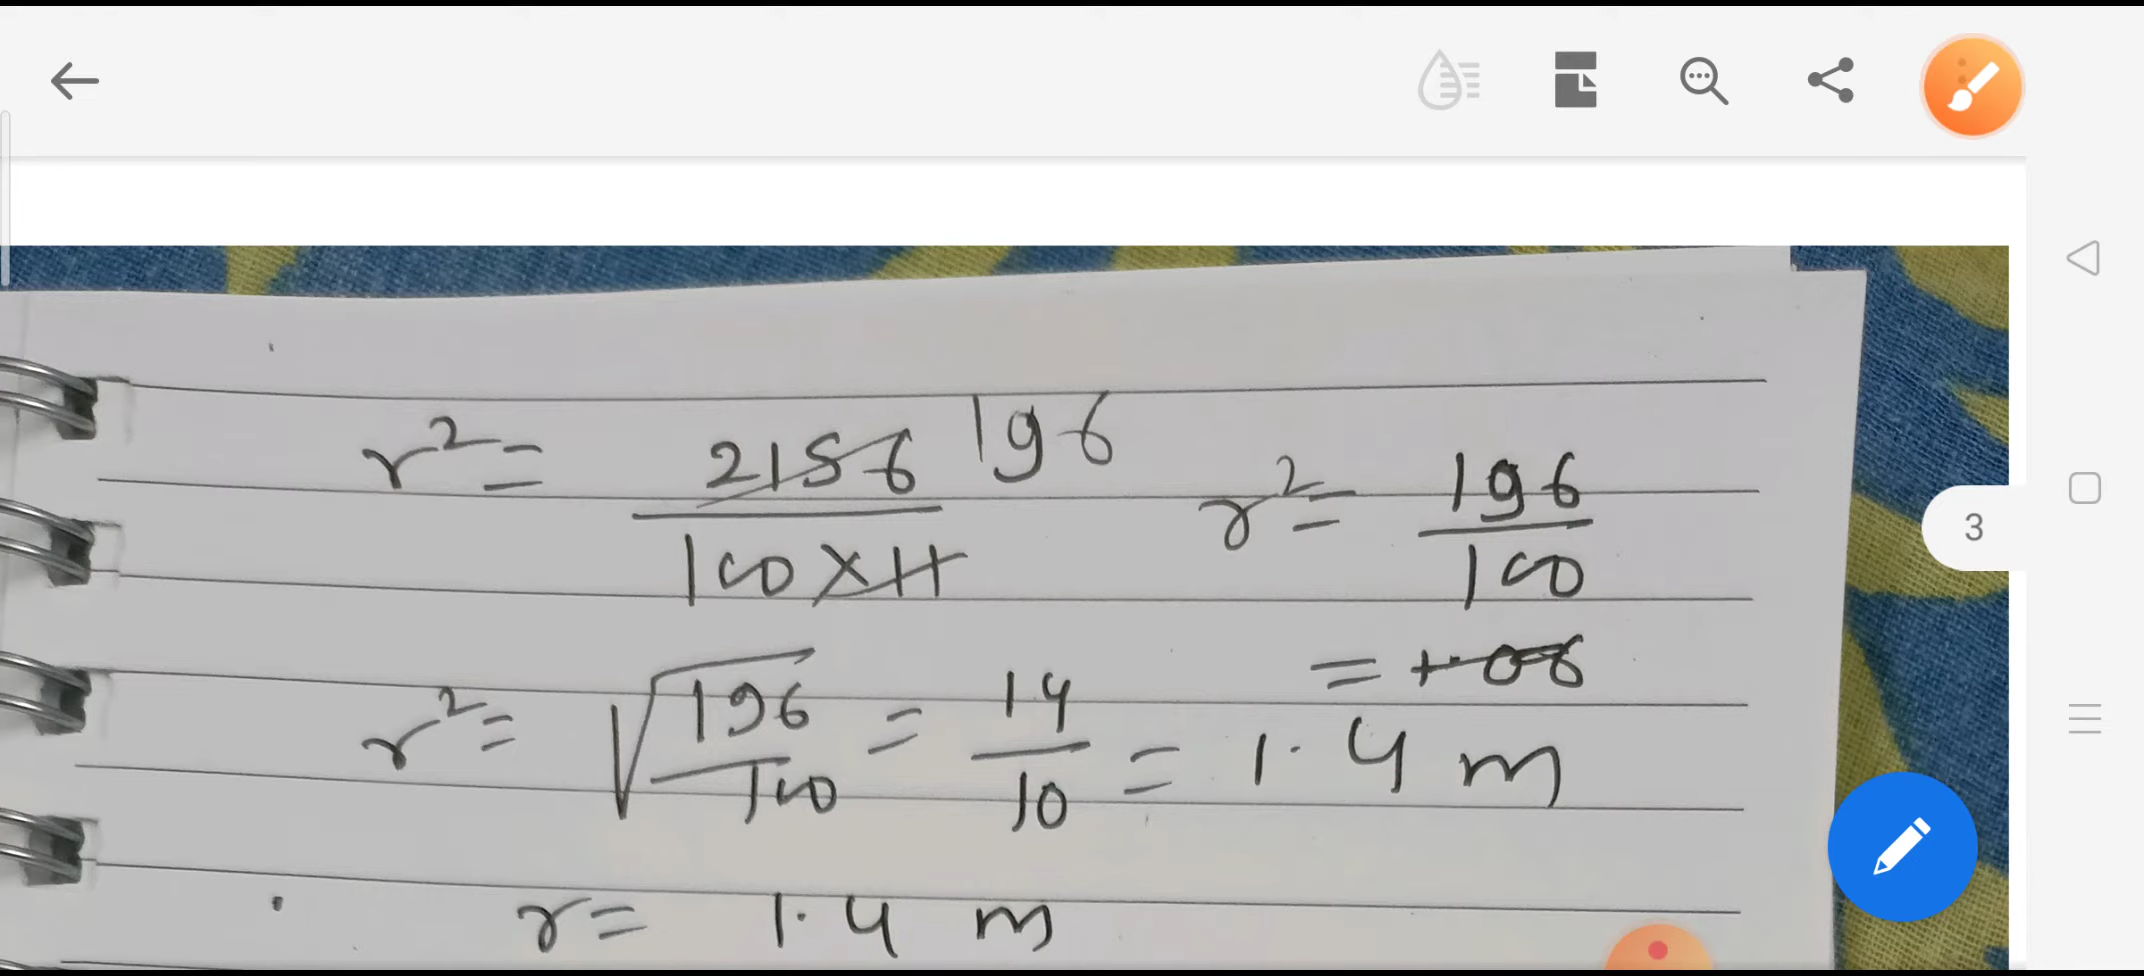 r² = 2156 196
100 × 11
r² = 196
100
= 1.08
r² = √196/100 = 14/10 = 1.4 m
r = 1.4 m
3